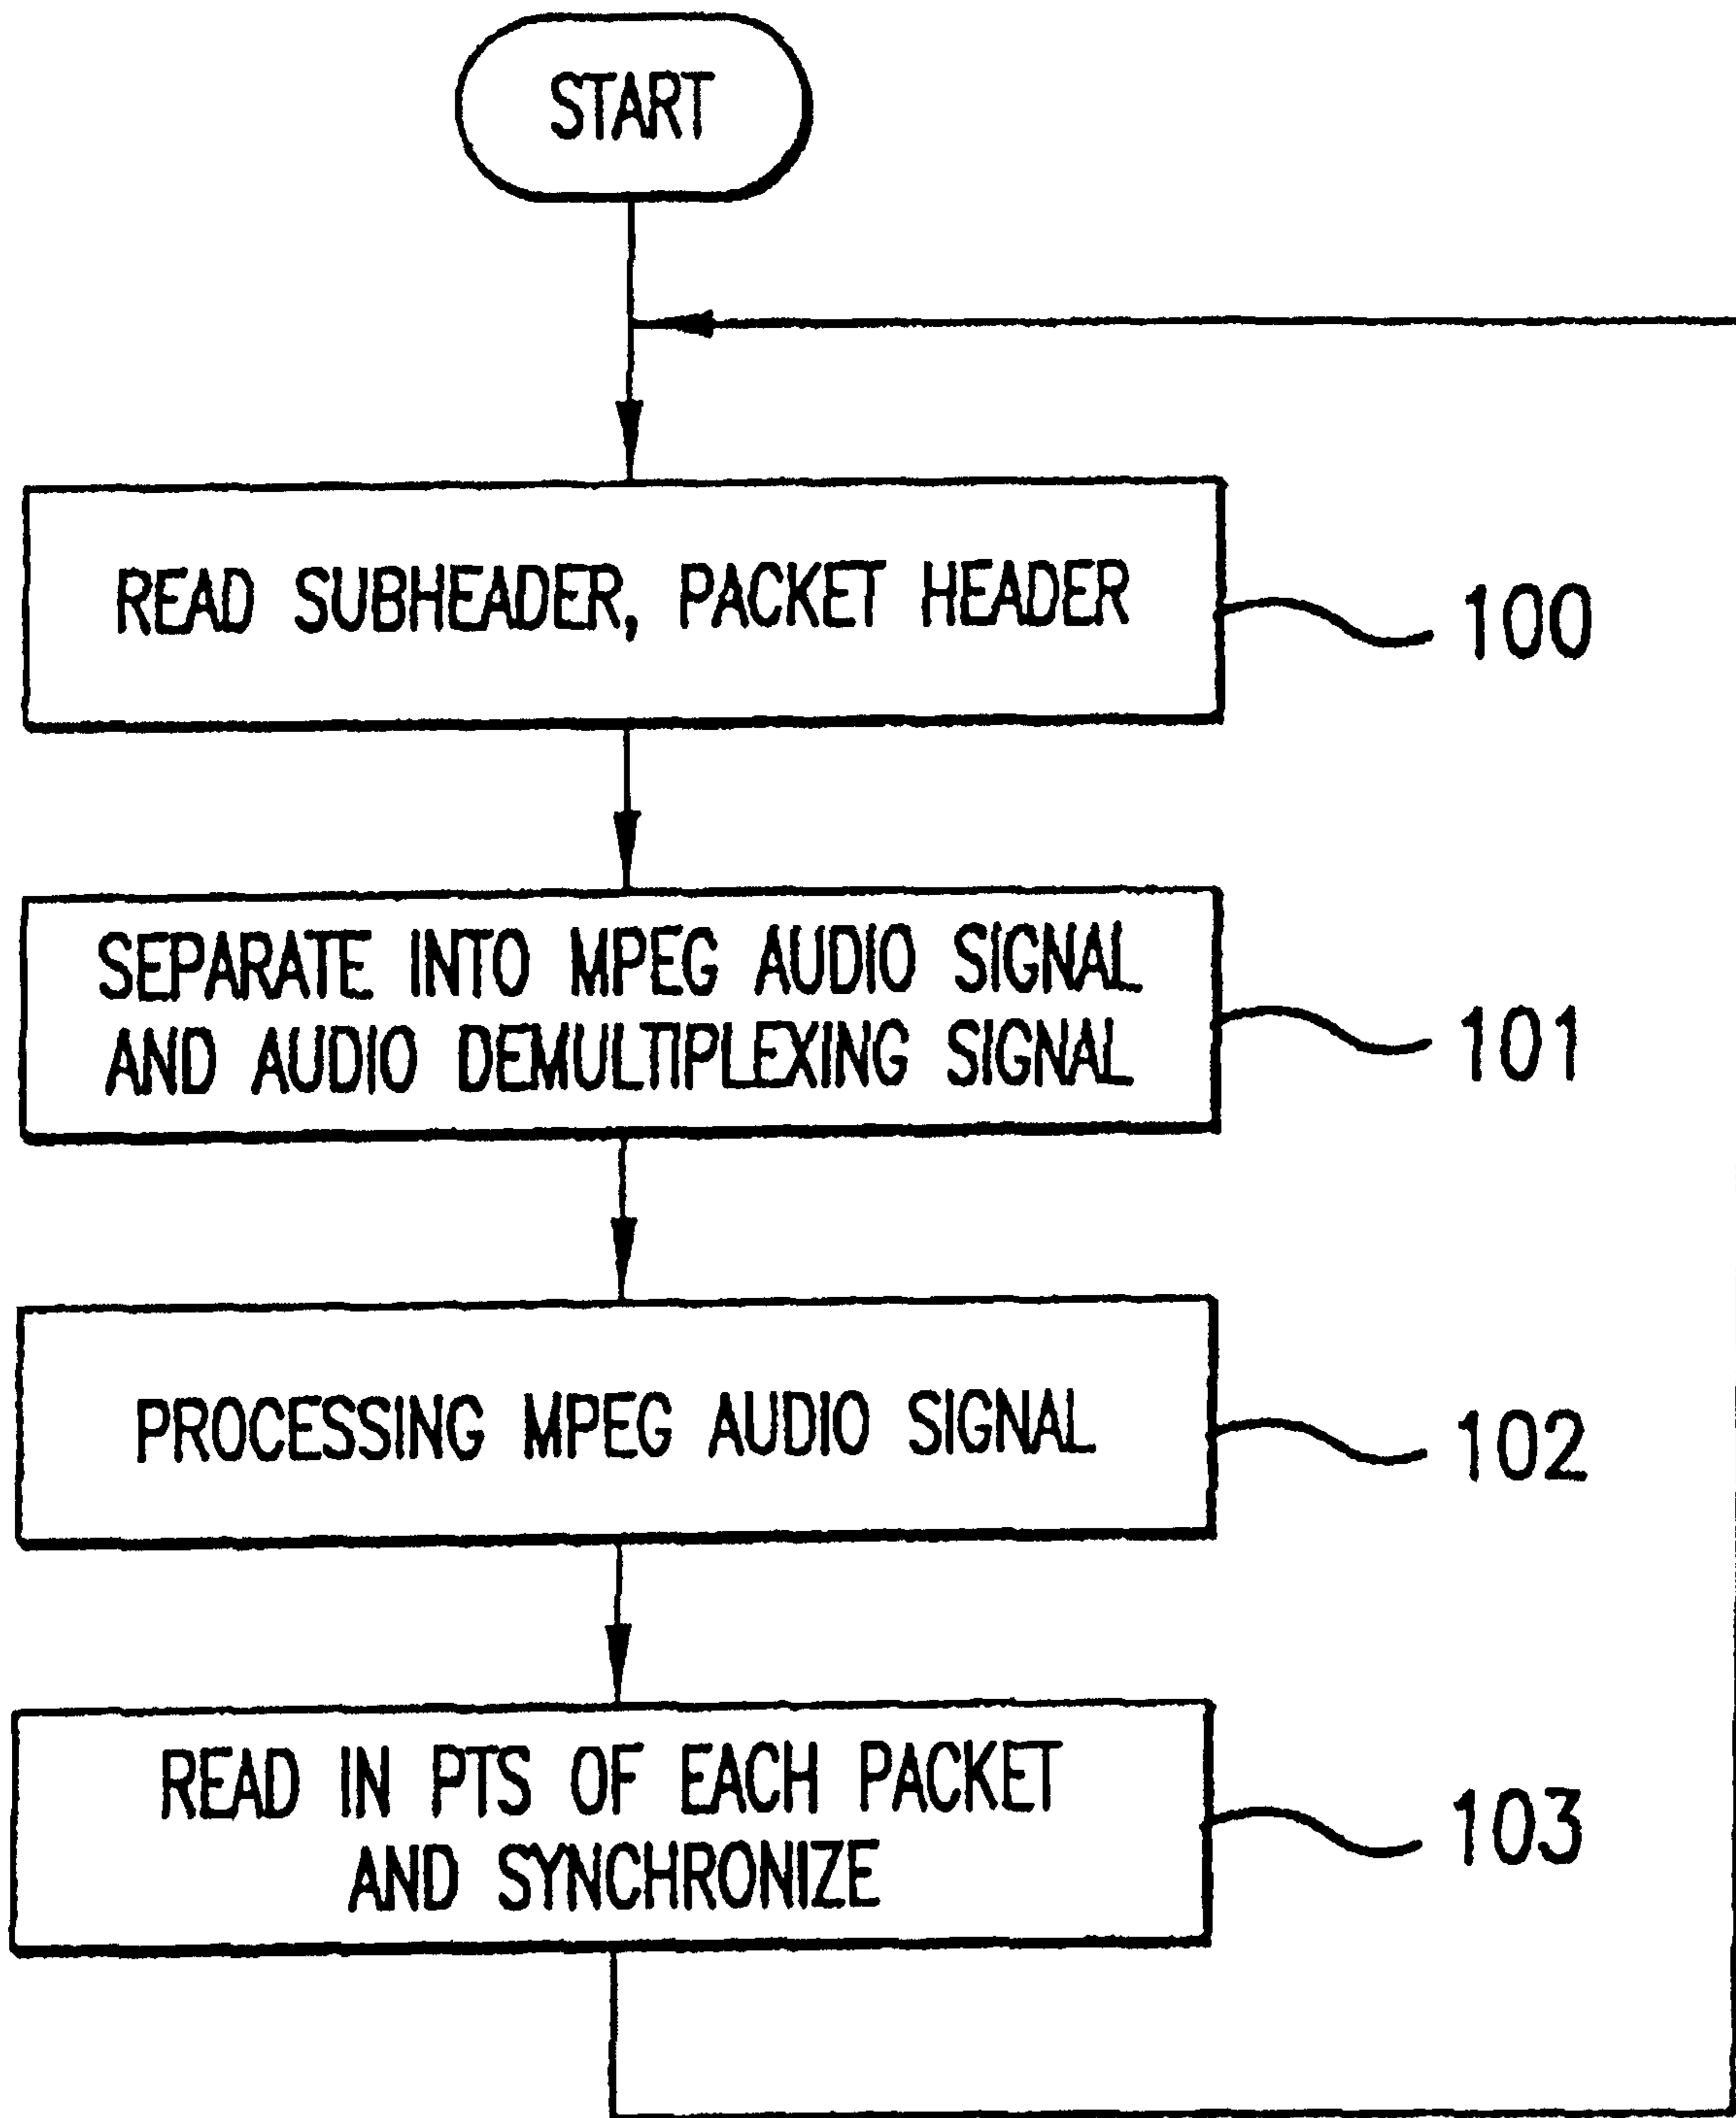 START
READ SUBHEADER, PACKET HEADER
100
SEPARATE INTO MPEG AUDIO SIGNAL
AND AUDIO DEMULTIPLEXING SIGNAL
101
PROCESSING MPEG AUDIO SIGNAL
102
READ IN PTS OF EACH PACKET
AND SYNCHRONIZE
103